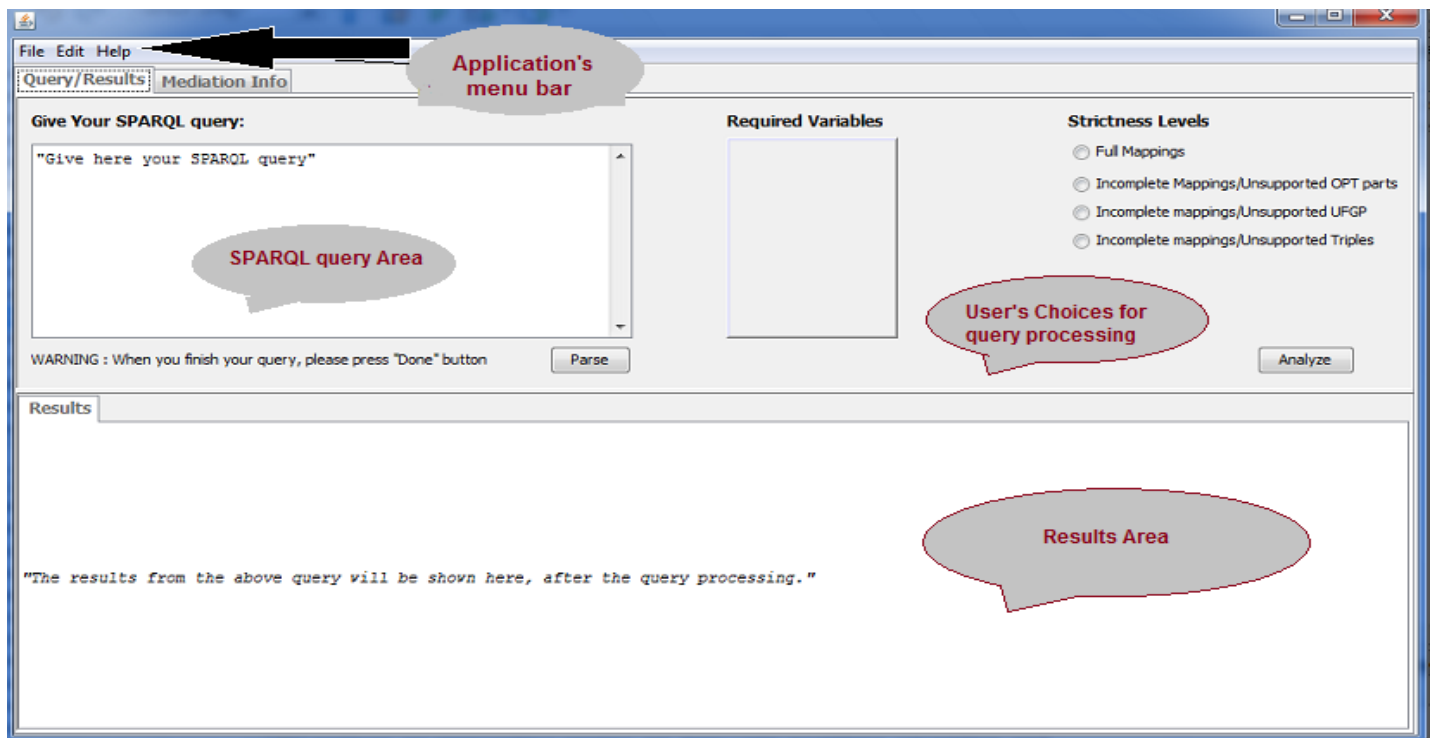 File Edit Help
Application's
menu bar
Query/Results Mediation Info
Give Your SPARQL query:
Required Variables
Strictness Levels
"Give here your SPARQL query"
Full Mappings
Incomplete Mappings/Unsupported OPT parts
Incomplete mappings/Unsupported UFGP
Incomplete mappings/Unsupported Triples
SPARQL query Area
User's Choices for
query processing
WARNING : When you finish your query, please press "Done" button
Parse
Analyze
Results
Results Area
"The results from the above query will be shown here, after the query processing."